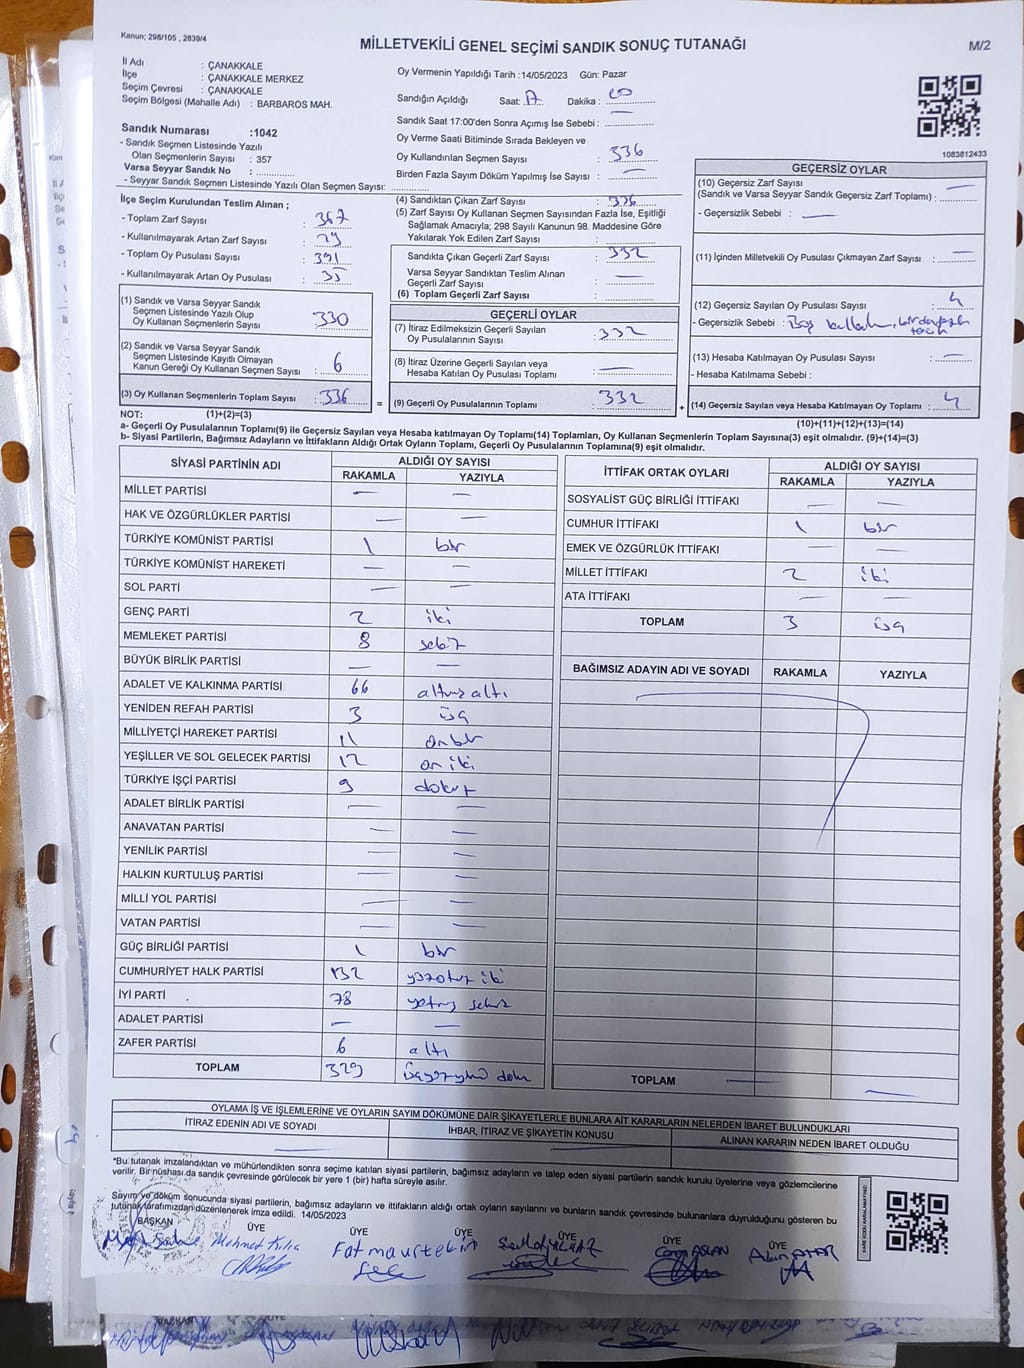 Kanun; 298/105 , 2839/4
MİLLETVEKİLİ GENEL SEÇİMİ SANDIK SONUÇ TUTANAĞI
M/2
İl Adı : ÇANAKKALE
İlçe : ÇANAKKALE MERKEZ
Seçim Çevresi : ÇANAKKALE
Seçim Bölgesi (Mahalle Adı) : BARBAROS MAH.
Oy Vermenin Yapıldığı Tarih :14/05/2023 Gün: Pazar
Sandığın Açıldığı Saat: 17 Dakika : 00
Sandık Saat 17:00'den Sonra Açımış İse Sebebi : —
Oy Verme Saati Bitiminde Sırada Bekleyen ve
Oy Kullandırılan Seçmen Sayısı : 336
Birden Fazla Sayım Döküm Yapılmış İse Sayısı : —
1083812433
Sandık Numarası :1042
- Sandık Seçmen Listesinde Yazılı
Olan Seçmenlerin Sayısı : 357
Varsa Seyyar Sandık No :
- Seyyar Sandık Seçmen Listesinde Yazılı Olan Seçmen Sayısı:
İlçe Seçim Kurulundan Teslim Alınan ;
- Toplam Zarf Sayısı : 367
- Kullanılmayarak Artan Zarf Sayısı :
- Toplam Oy Pusulası Sayısı : 391
- Kullanılmayarak Artan Oy Pusulası : 35
(4) Sandıktan Çıkan Zarf Sayısı : 336
(5) Zarf Sayısı Oy Kullanan Seçmen Sayısından Fazla İse, Eşitliği
Sağlamak Amacıyla; 298 Sayılı Kanunun 98. Maddesine Göre
Yakılarak Yok Edilen Zarf Sayısı :
Sandıkta Çıkan Geçerli Zarf Sayısı : 332
Varsa Seyyar Sandıktan Teslim Alınan
Geçerli Zarf Sayısı : —
(6) Toplam Geçerli Zarf Sayısı :
GEÇERSİZ OYLAR
(10) Geçersiz Zarf Sayısı
(Sandık ve Varsa Seyyar Sandık Geçersiz Zarf Toplamı) : —
- Geçersizlik Sebebi : —
(11) İçinden Milletvekili Oy Pusulası Çıkmayan Zarf Sayısı : —
(12) Geçersiz Sayılan Oy Pusulası Sayısı : 4
- Geçersizlik Sebebi : Boş
(13) Hesaba Katılmayan Oy Pusulası Sayısı : —
- Hesaba Katılmama Sebebi :
(14) Geçersiz Sayılan veya Hesaba Katılmayan Oy Toplamı : 4
(10)+(11)+(12)+(13)=(14)
(1) Sandık ve Varsa Seyyar Sandık
Seçmen Listesinde Yazılı Olup
Oy Kullanan Seçmenlerin Sayısı : 330
(2) Sandık ve Varsa Seyyar Sandık
Seçmen Listesinde Kayıtlı Olmayan
Kanun Gereği Oy Kullanan Seçmen Sayısı : 6
(3) Oy Kullanan Seçmenlerin Toplam Sayısı : 336 =
GEÇERLİ OYLAR
(7) İtiraz Edilmeksizin Geçerli Sayılan
Oy Pusulalarının Sayısı : 332
(8) İtiraz Üzerine Geçerli Sayılan veya
Hesaba Katılan Oy Pusulası Toplamı : —
(9) Geçerli Oy Pusulalarının Toplamı : 332 +
NOT: (1)+(2)=(3)
a- Geçerli Oy Pusulalarının Toplamı(9) ile Geçersiz Sayılan veya Hesaba katılmayan Oy Toplamı(14) Toplamları, Oy Kullanan Seçmenlerin Toplam Sayısına(3) eşit olmalıdır. (9)+(14)=(3)
b- Siyasi Partilerin, Bağımsız Adayların ve İttifakların Aldığı Ortak Oyların Toplamı, Geçerli Oy Pusulalarının Toplamına(9) eşit olmalıdır.
SİYASİ PARTİNİN ADI ALDIĞI OY SAYISI
RAKAMLA YAZIYLA
MİLLET PARTİSİ — —
HAK VE ÖZGÜRLÜKLER PARTİSİ — —
TÜRKİYE KOMÜNİST PARTİSİ 1 bir
TÜRKİYE KOMÜNİST HAREKETİ — —
SOL PARTİ — —
GENÇ PARTİ 2 iki
MEMLEKET PARTİSİ 8 sekiz
BÜYÜK BİRLİK PARTİSİ — —
ADALET VE KALKINMA PARTİSİ 66 altmış altı
YENİDEN REFAH PARTİSİ 3 üç
MİLLİYETÇİ HAREKET PARTİSİ 11 onbir
YEŞİLLER VE SOL GELECEK PARTİSİ 12 on iki
TÜRKİYE İŞÇİ PARTİSİ 9 dokuz
ADALET BİRLİK PARTİSİ — —
ANAVATAN PARTİSİ — —
YENİLİK PARTİSİ — —
HALKIN KURTULUŞ PARTİSİ — —
MİLLİ YOL PARTİSİ — —
VATAN PARTİSİ — —
GÜÇ BİRLİĞİ PARTİSİ 1 bir
CUMHURİYET HALK PARTİSİ 132 yüzotuz iki
İYİ PARTİ 78 yetmiş sekiz
ADALET PARTİSİ — —
ZAFER PARTİSİ 6 altı
TOPLAM 329 üçyüzyirmi dokuz
İTTİFAK ORTAK OYLARI ALDIĞI OY SAYISI
RAKAMLA YAZIYLA
SOSYALİST GÜÇ BİRLİĞİ İTTİFAKI — —
CUMHUR İTTİFAKI 1 bir
EMEK VE ÖZGÜRLÜK İTTİFAKI — —
MİLLET İTTİFAKI 2 iki
ATA İTTİFAKI — —
TOPLAM 3 üç
BAĞIMSIZ ADAYIN ADI VE SOYADI RAKAMLA YAZIYLA
TOPLAM — —
OYLAMA İŞ VE İŞLEMLERİNE VE OYLARIN SAYIM DÖKÜMÜNE DAİR ŞİKAYETLERLE BUNLARA AİT KARARLARIN NELERDEN İBARET BULUNDUKLARI
İTİRAZ EDENİN ADI VE SOYADI İHBAR, İTİRAZ VE ŞİKAYETİN KONUSU ALINAN KARARIN NEDEN İBARET OLDUĞU
*Bu tutanak imzalandıktan ve mühürlendikten sonra seçime katılan siyasi partilerin, bağımsız adayların ve talep eden siyasi partilerin sandık kurulu üyelerine veya gözlemcilerine
verilir. Bir nüshası da sandık çevresinde görülecek bir yere 1 (bir) hafta süreyle asılır.
Sayım ve döküm sonucunda siyasi partilerin, bağımsız adayların ve ittifakların aldığı ortak oyların sayılarını ve bunların sandık çevresinde bulunanlara duyrulduğunu gösteren bu
tutanak tarafımızdan düzenlenerek imza edildi. 14/05/2023
BAŞKAN ÜYE ÜYE ÜYE ÜYE ÜYE ÜYE
Mehmet Kılıç Fatma Urtekin ASLAN
KARE KODU KARALAMAYINIZ!